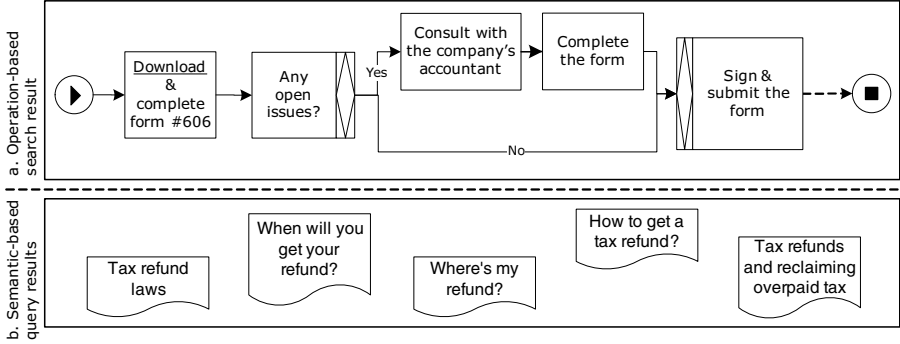 a. Operation-based
search result
Download
&
complete
form #606
Any
open
issues?
Yes
Consult with
the company’s
accountant
Complete
the form
No
Sign &
submit the
form
b. Semantic-based
query results
Tax refund
laws
When will you
get your
refund?
Where's my
refund?
How to get a
tax refund?
Tax refunds
and reclaiming
overpaid tax